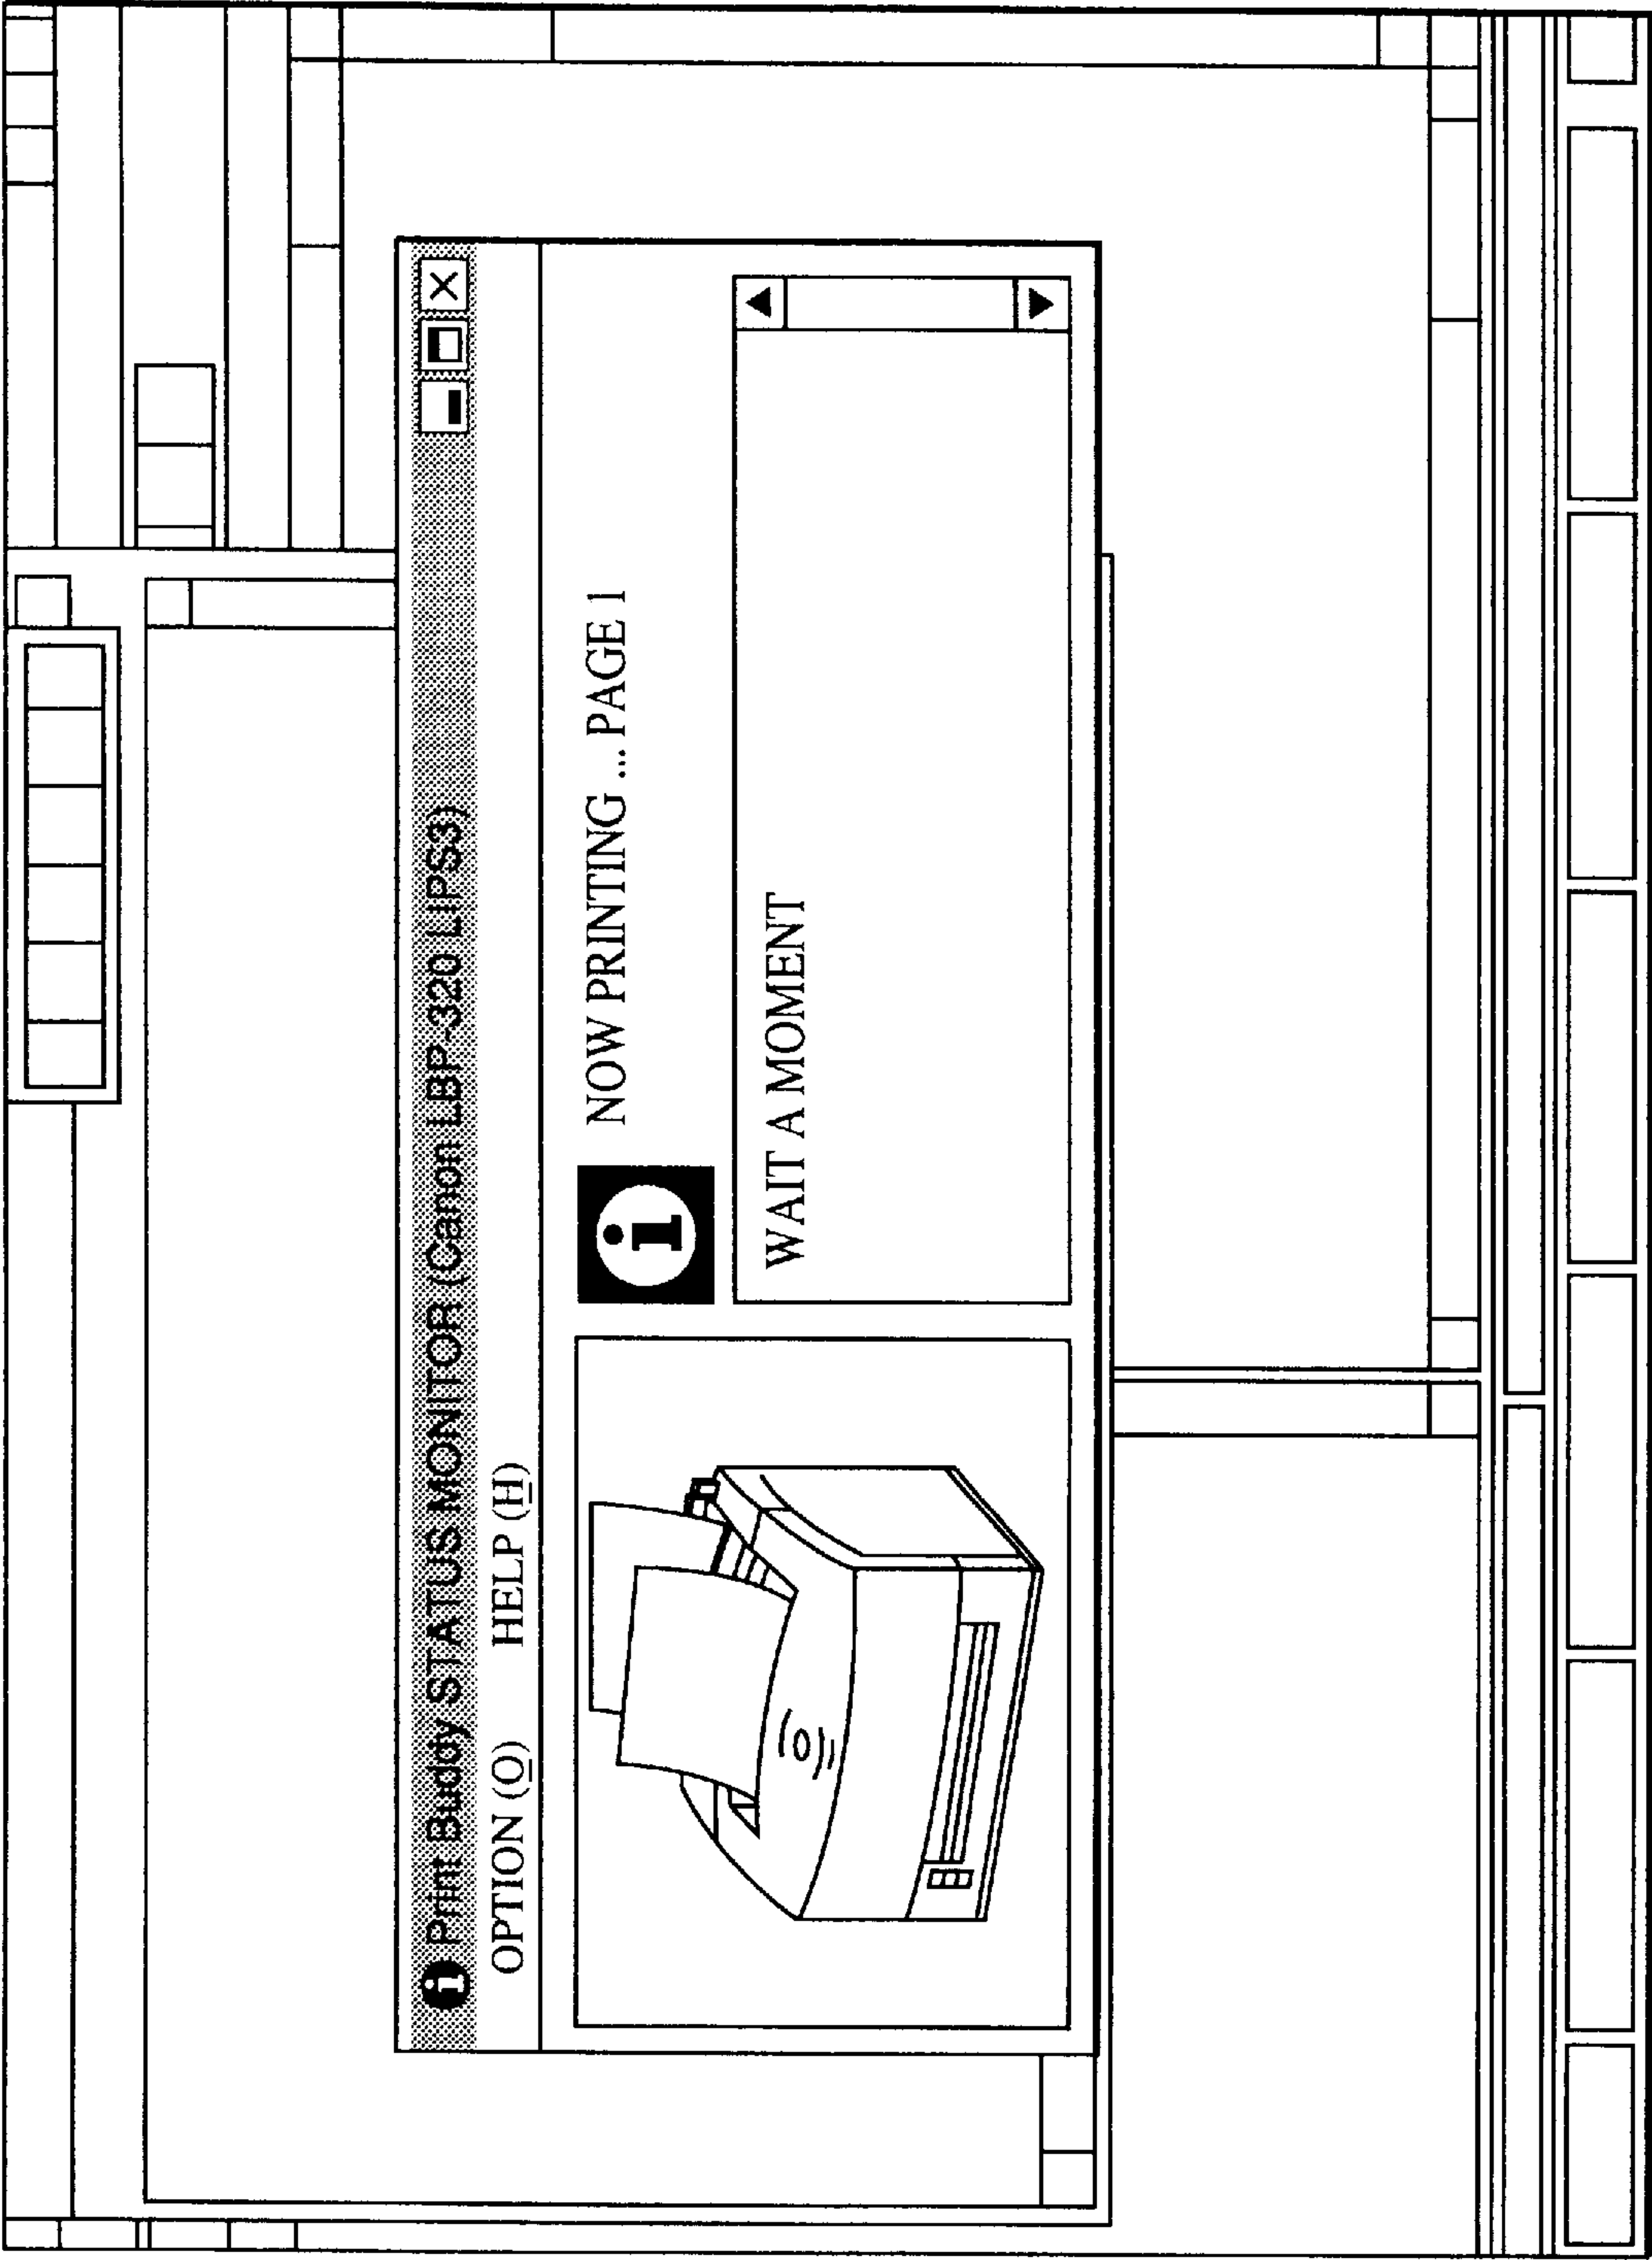 i Print Buddy STATUS MONITOR (Canon LBP-320 LIPS3)
OPTION (O) HELP (H)
i NOW PRINTING ... PAGE 1
WAIT A MOMENT